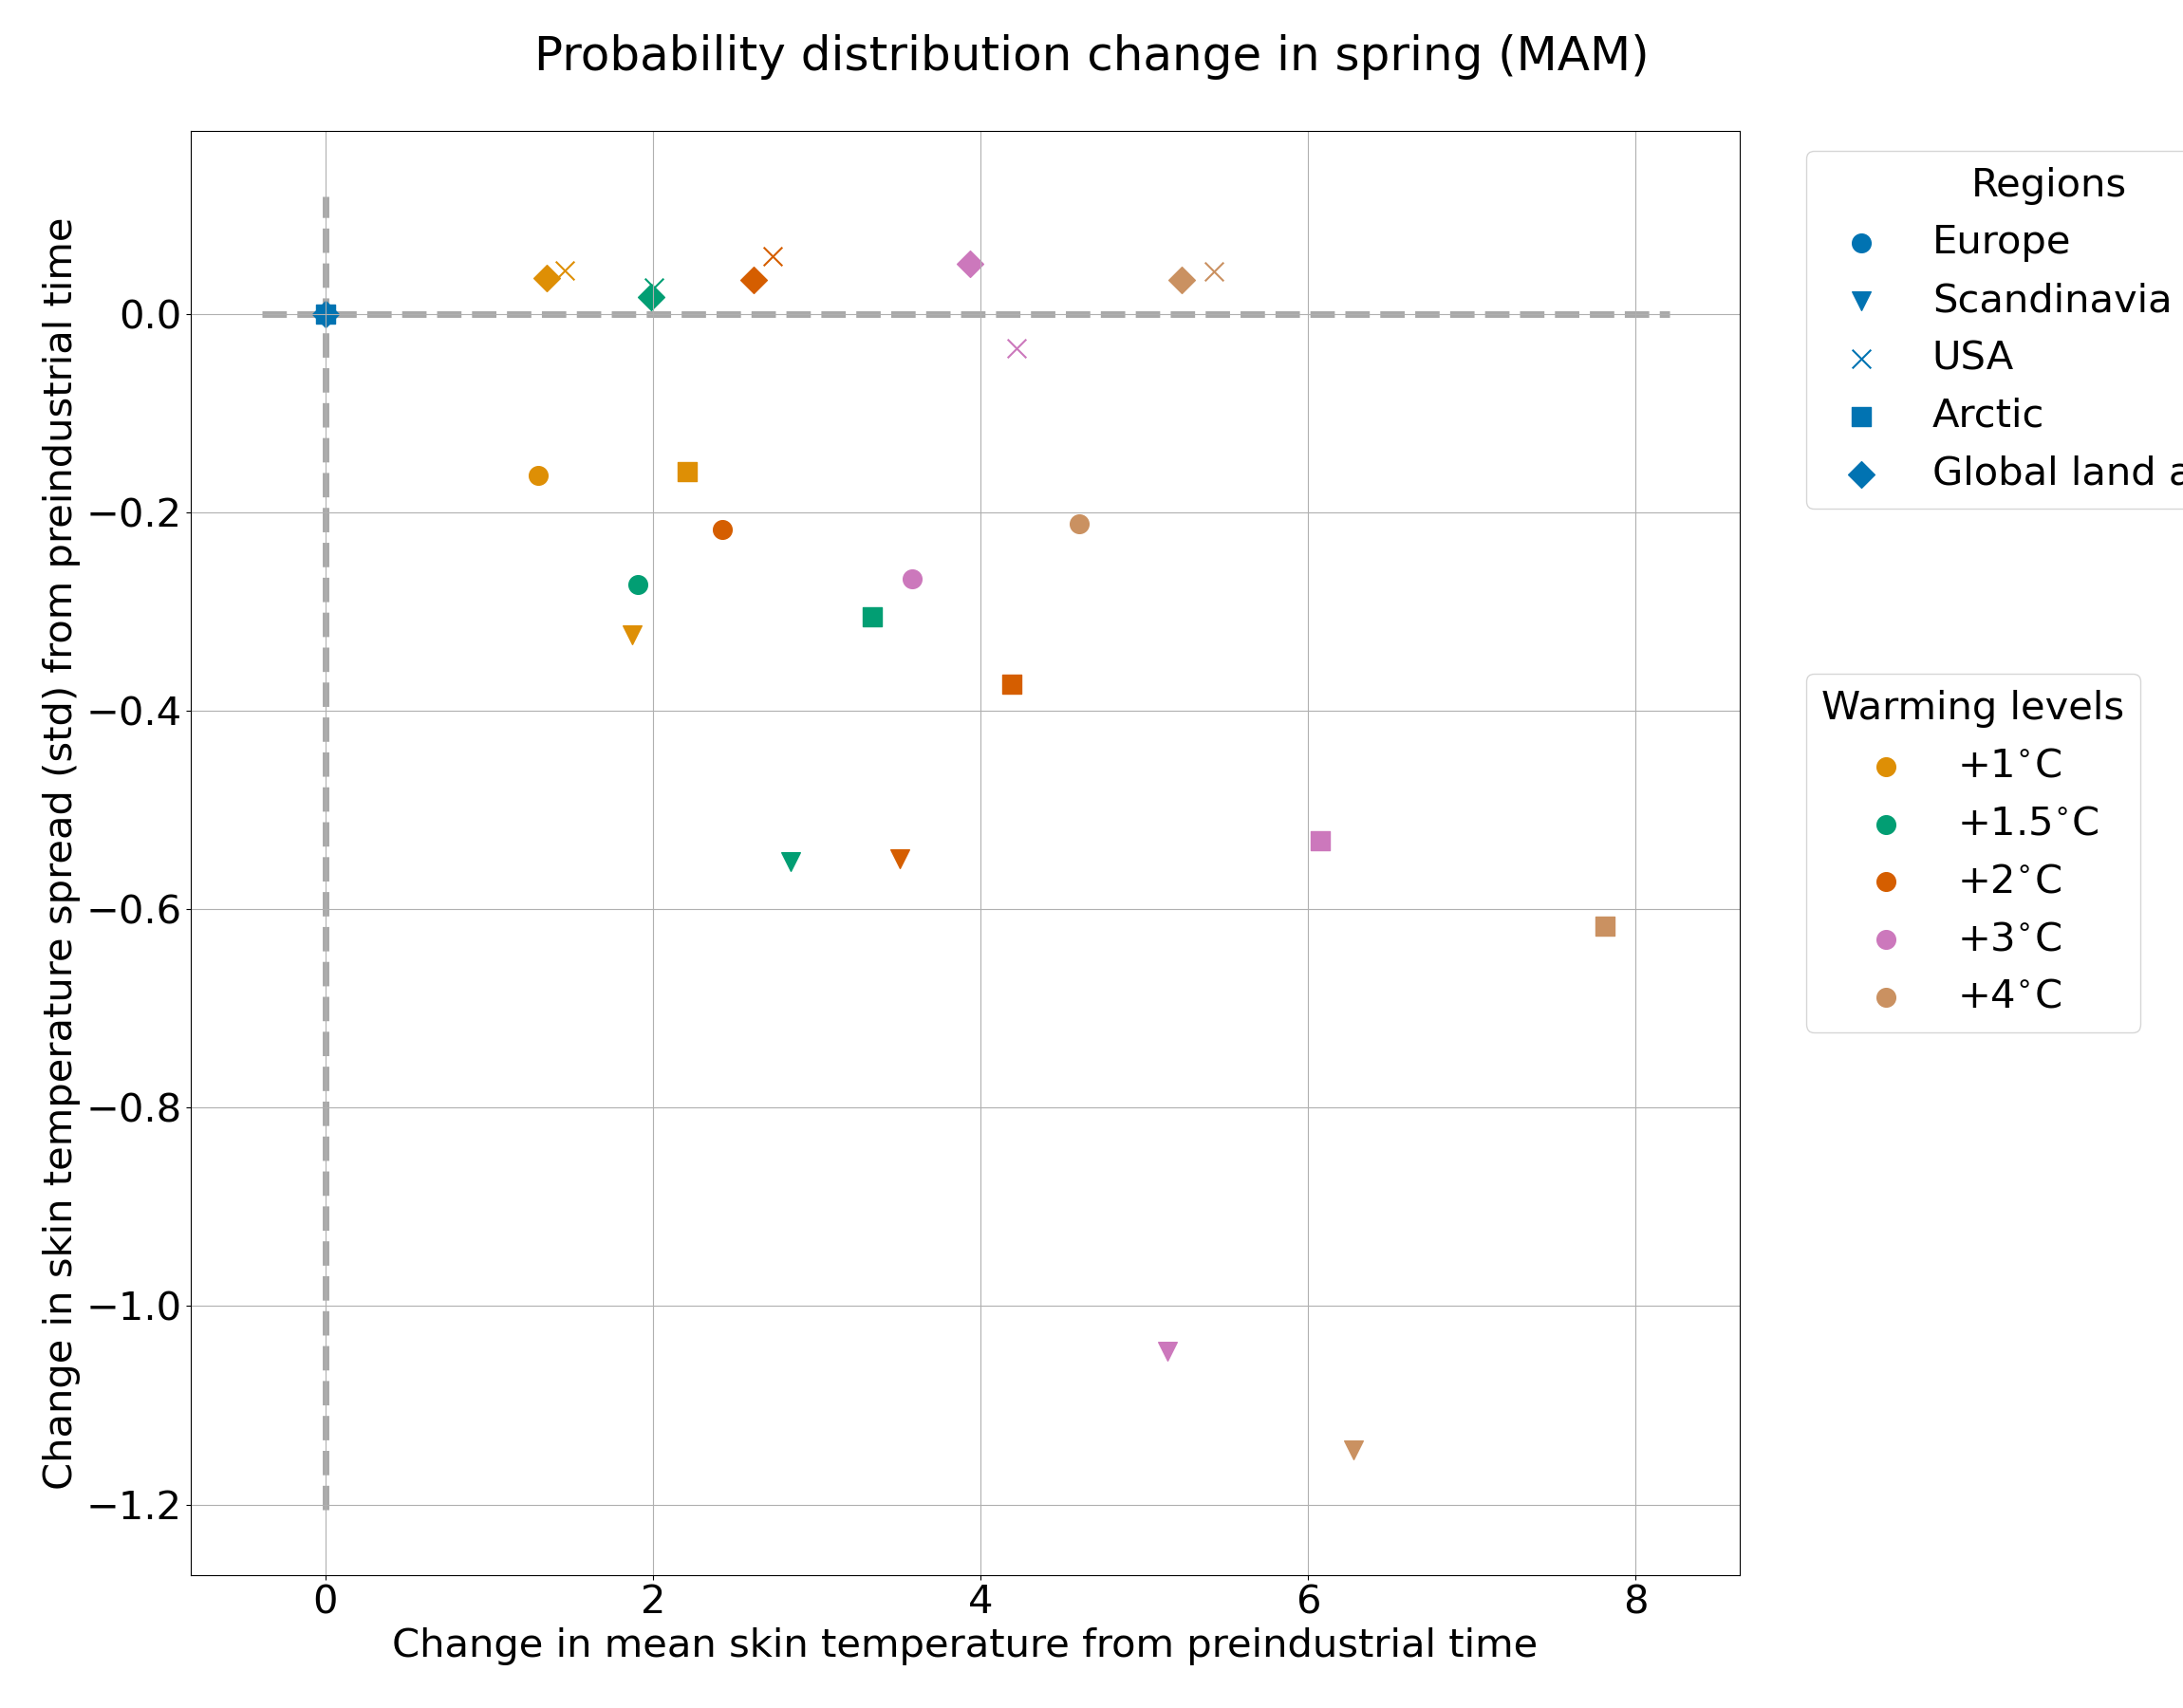 Probability distribution change in spring (MAM)
Change in skin temperature spread (std) from preindustrial time
0.0
−0.2
−0.4
−0.6
−0.8
−1.0
−1.2
0 2 4 6 8
Change in mean skin temperature from preindustrial time
Regions
Europe
Scandinavia
USA
Arctic
Global land a
Warming levels
+1°C
+1.5°C
+2°C
+3°C
+4°C